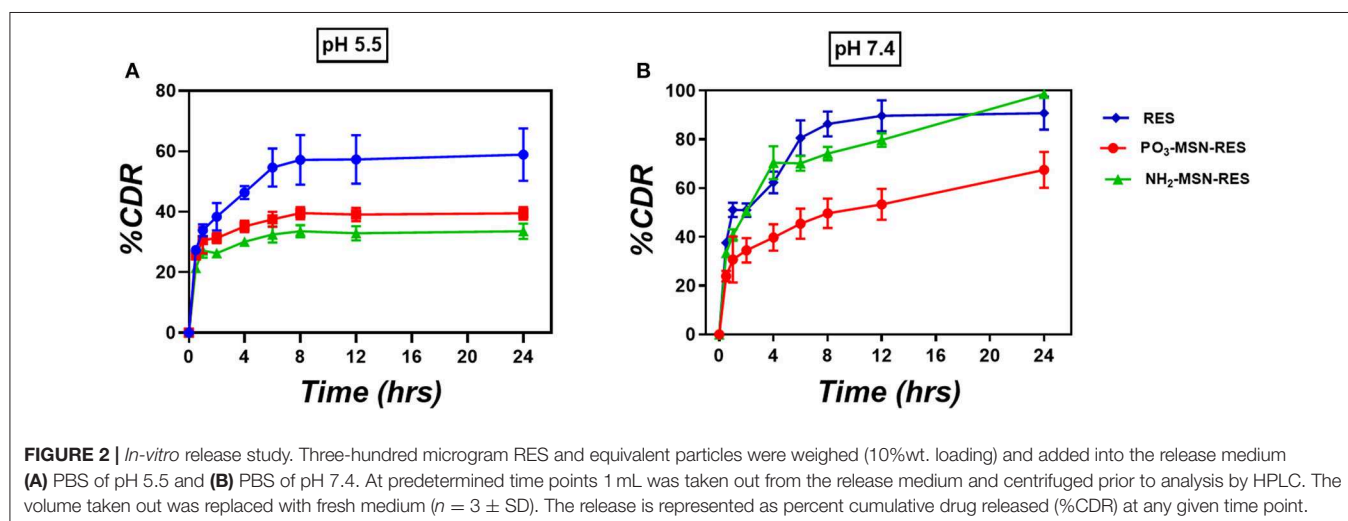 pH 5.5
A
80
60
40
20
0
%CDR
0
4
8
12
16
20
24
Time (hrs)
pH 7.4
B
100
80
60
40
20
0
%CDR
0
4
8
12
16
20
24
Time (hrs)
RES
PO₃-MSN-RES
NH₂-MSN-RES
FIGURE 2 | In-vitro release study. Three-hundred microgram RES and equivalent particles were weighed (10%wt. loading) and added into the release medium
(A) PBS of pH 5.5 and (B) PBS of pH 7.4. At predetermined time points 1 mL was taken out from the release medium and centrifuged prior to analysis by HPLC. The
volume taken out was replaced with fresh medium (n = 3 ± SD). The release is represented as percent cumulative drug released (%CDR) at any given time point.